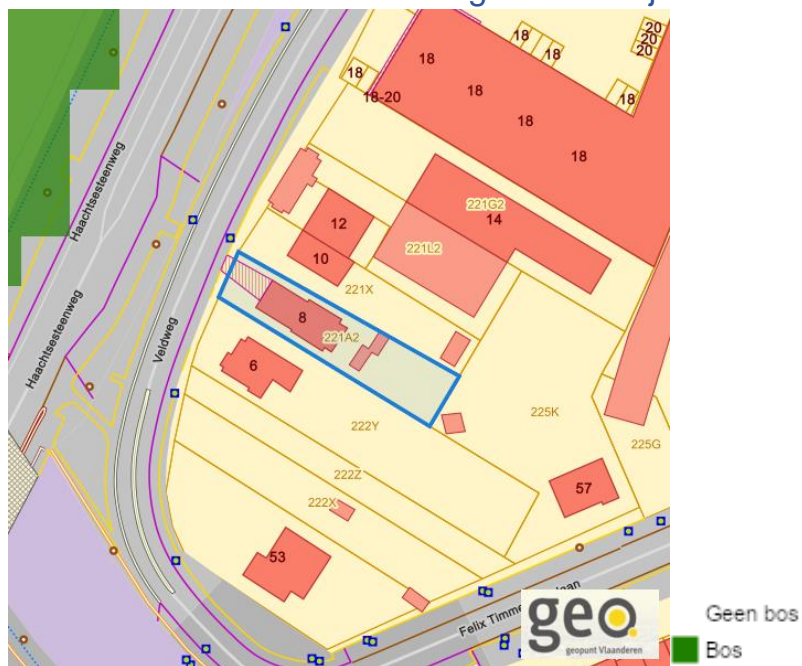 18
18
20
20
20
18
18
18
18-20
18
18
18
18
Haachtsesteenweg
221G2
14
12
221L2
10
221X
Haachtsesteenweg
8
Veldweg
221A2
6
222Y
225K
225G
222Z
57
222X
53
Felix
geo
geopunt Vlaanderen
Geen bos
Bos